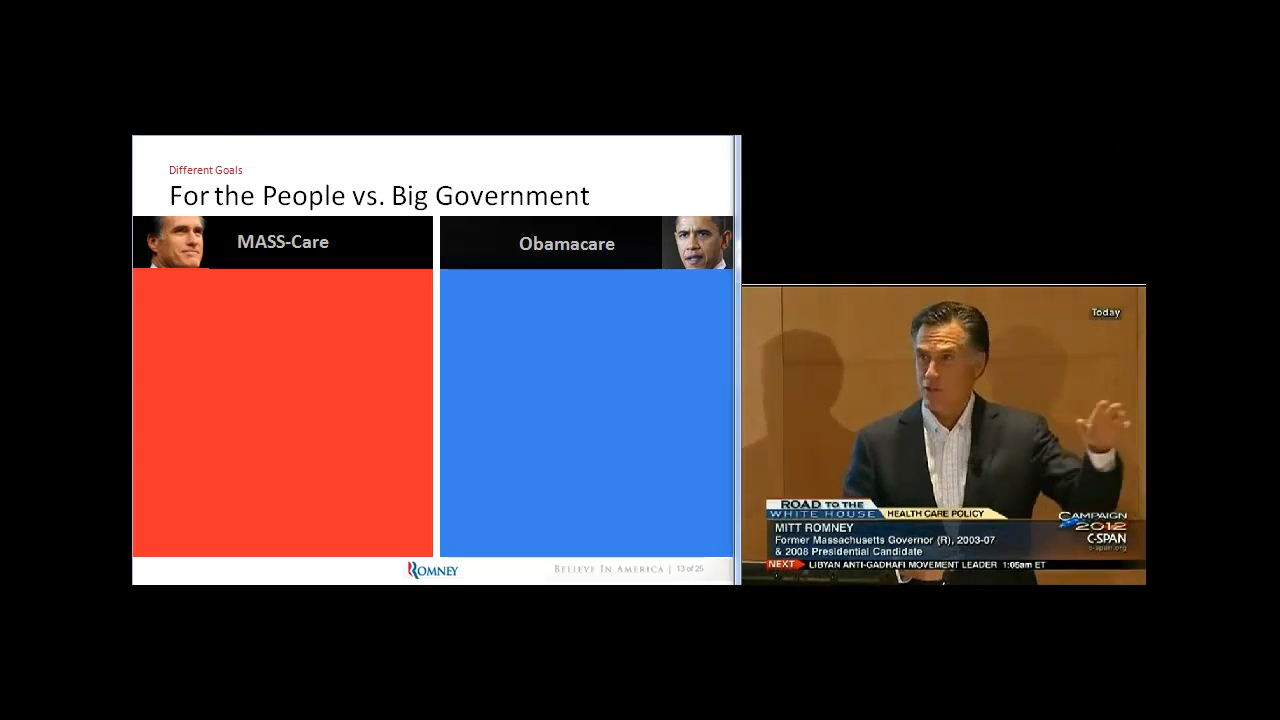 Different Goals
For the People vs. Big Government
MASS-Care
Obamacare
ROMNEY
BELIEVE IN AMERICA | 13 of 25
Today
ROAD TO THE
WHITE HOUSE
HEALTH CARE POLICY
MITT ROMNEY
Former Massachusetts Governor (R), 2003-07
& 2008 Presidential Candidate
CAMPAIGN
2012
C-SPAN
c-span.org
NEXT LIBYAN ANTI-GADHAFI MOVEMENT LEADER 1:05am ET